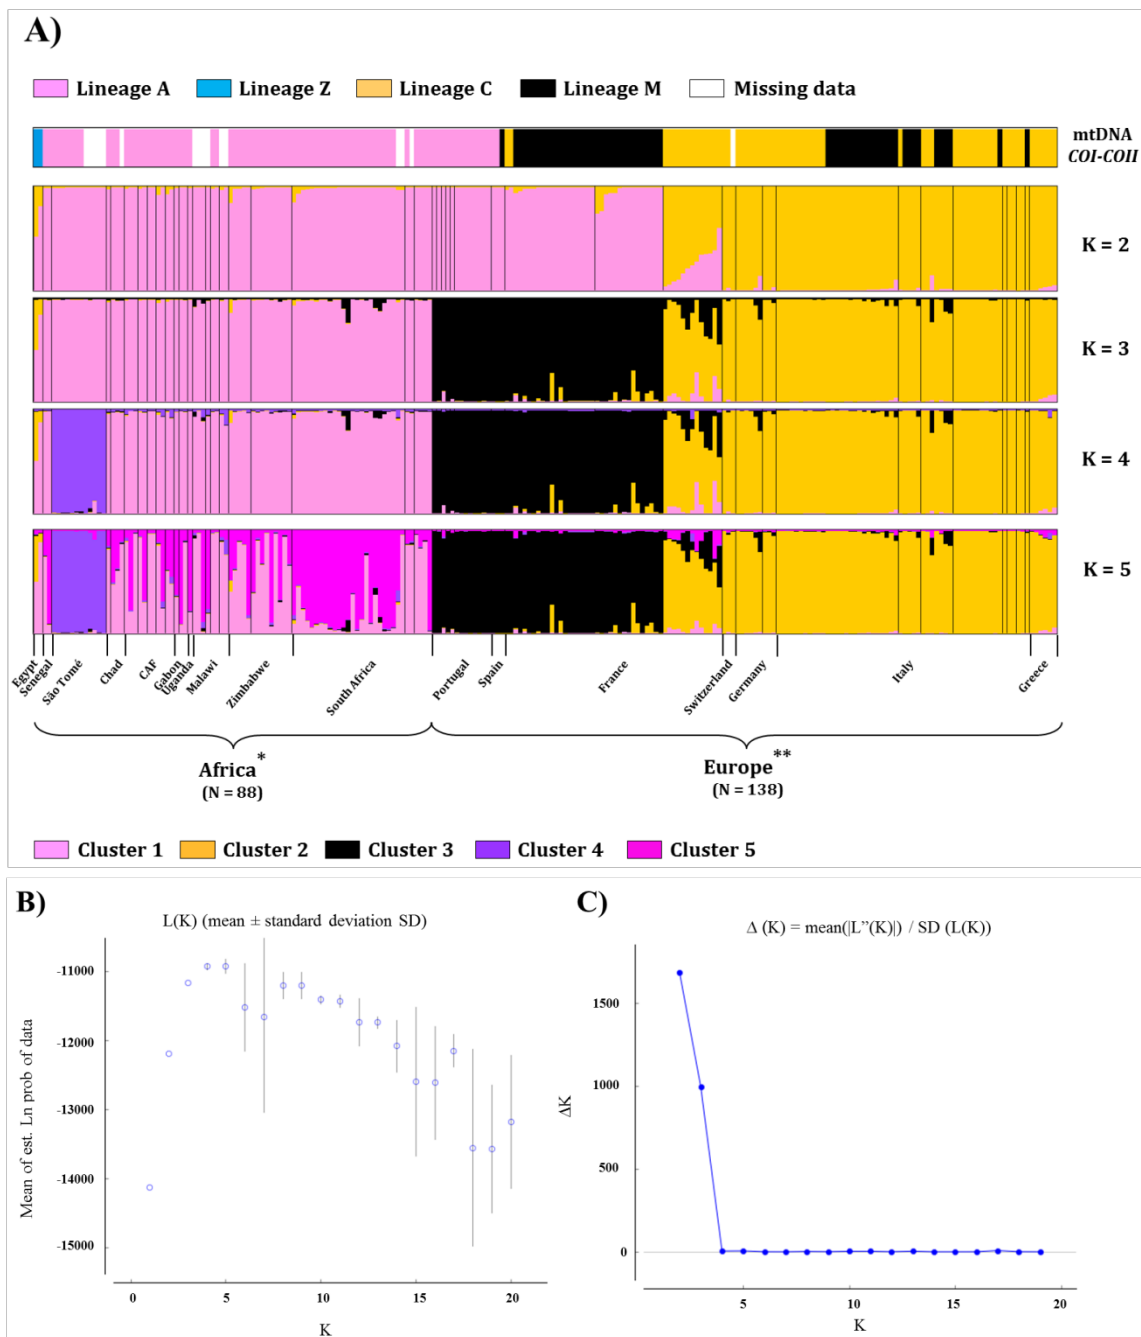 A)
Lineage A Lineage Z Lineage C Lineage M Missing data
mtDNA
COI-COII
K = 2
K = 3
K = 4
K = 5
Egypt
Senegal
São Tomé
Chad
CAF
Gabon
Uganda
Malawi
Zimbabwe
South Africa
Portugal
Spain
France
Switzerland
Germany
Italy
Greece
Africa*
(N = 88)
Europe**
(N = 138)
Cluster 1 Cluster 2 Cluster 3 Cluster 4 Cluster 5
B)
L(K) (mean ± standard deviation SD)
Mean of est. Ln prob of data
-11000
-12000
-13000
-14000
-15000
0 5 10 15 20
K
C)
Δ (K) = mean(|L”(K)|) / SD (L(K))
ΔK
1500
1000
500
0
5 10 15 20
K